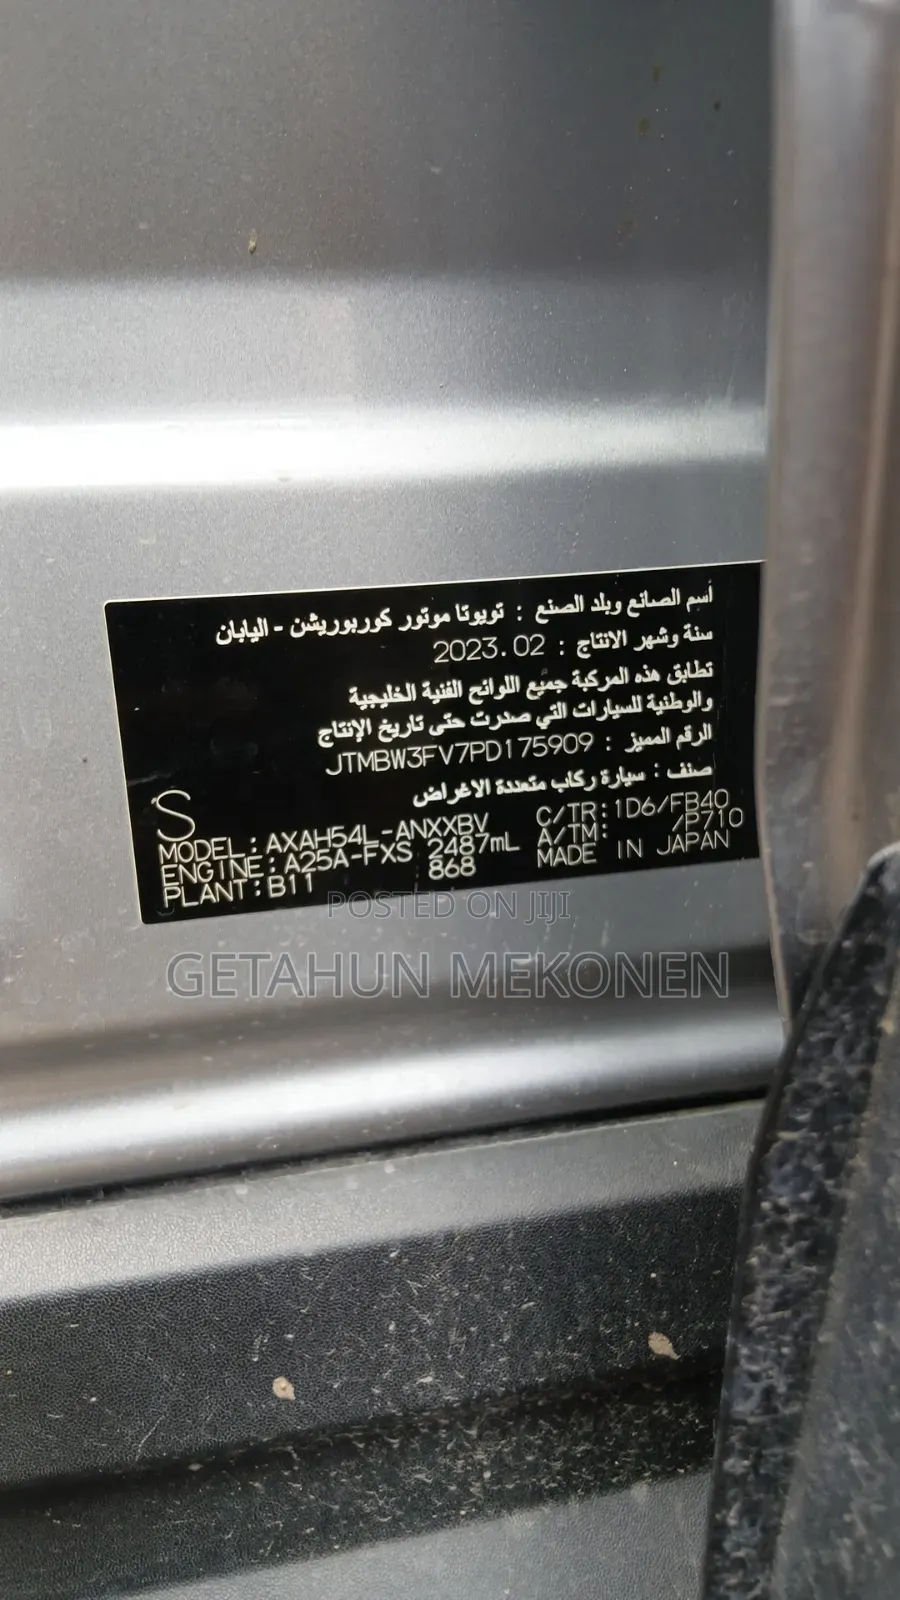 أسم الصانع وبلد الصنع : تويوتا موتور كوربوريشن - اليابان
سنة وشهر الانتاج : 2023.02
تطابق هذه المركبة جميع اللوائح الفنية الخليجية
والوطنية للسيارات التي صدرت حتى تاريخ الإنتاج
الرقم المميز : JTMBW3FV7PD175909
صنف : سيارة ركاب متعددة الاغراض
S
MODEL:AXAH54L-ANXXBV C/TR:1D6/FB40
ENGINE:A25A-FXS 2487mL A/TM: /P710
PLANT:B11 868 MADE IN JAPAN
POSTED ON JIJI
GETAHUN MEKONEN